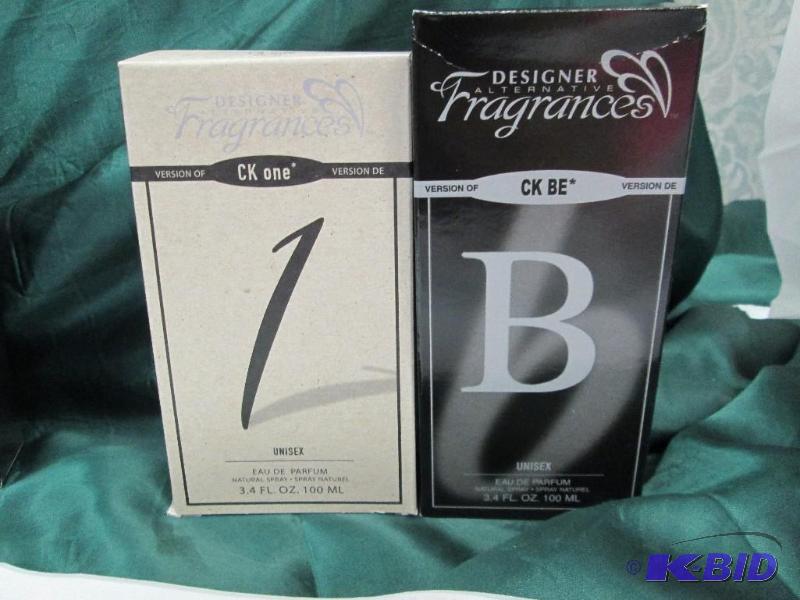 DESIGNER
Fragrances
VERSION OF CK one* VERSION DE
1
UNISEX
EAU DE PARFUM
NATURAL SPRAY • SPRAY NATUREL
3.4 FL. OZ. 100 ML
DESIGNER
ALTERNATIVE
Fragrances™
VERSION OF CK BE* VERSION DE
B
UNISEX
EAU DE PARFUM
NATURAL SPRAY • SPRAY NATUREL
3.4 FL. OZ. 100 ML
© K-BID